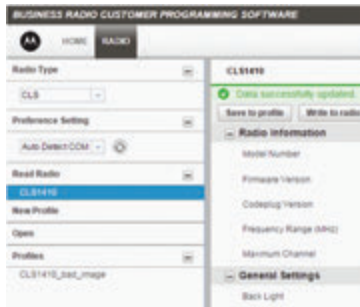 BUSINESS RADIO CUSTOMER PROGRAMMING SOFTWARE
HOME RADIO
Radio Type
CLS
Preference Setting
Auto Detect COM
Read Radio
CLS1410
New Profile
Open
Profiles
CLS1410_bad_image
CLS1410
Data successfully updated.
Save to profile Write to radio
Radio Information
Model Number
Firmware Version
Codeplug Version
Frequency Range (MHz)
Maximum Channel
General Settings
Back Light